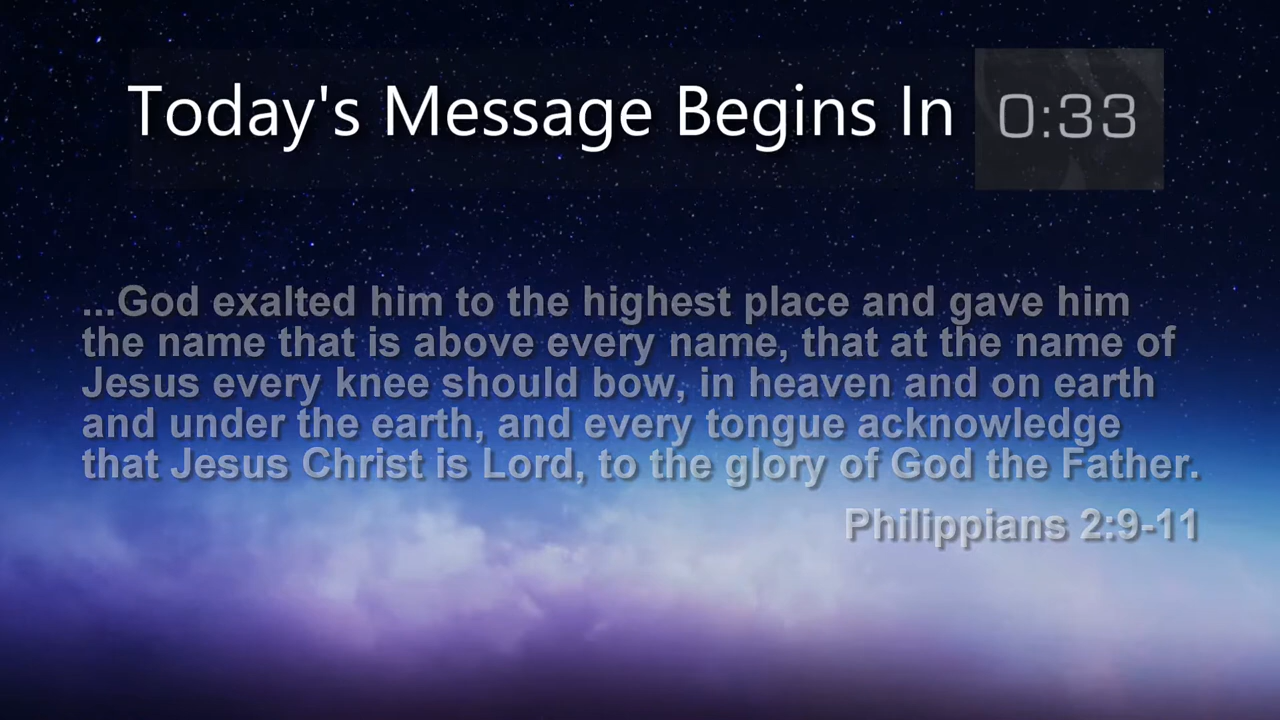 Today's Message Begins In 0:33
...God exalted him to the highest place and gave him
the name that is above every name, that at the name of
Jesus every knee should bow, in heaven and on earth
and under the earth, and every tongue acknowledge
that Jesus Christ is Lord, to the glory of God the Father.
Philippians 2:9-11